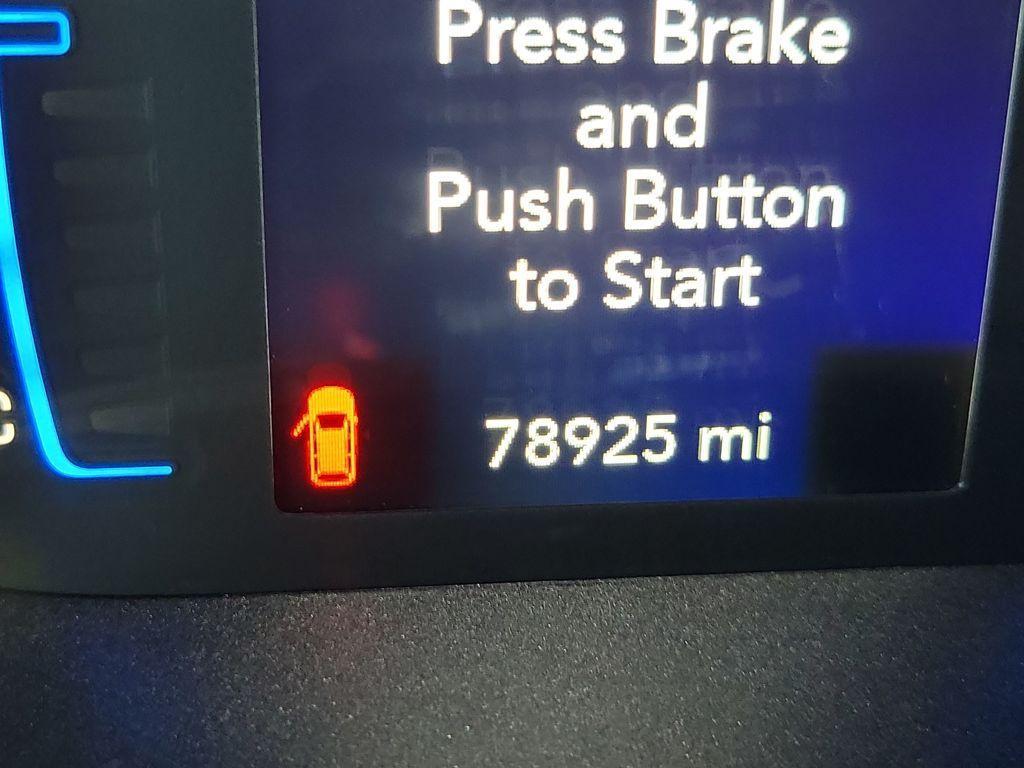 Press Brake
and
Push Button
to Start
C
78925 mi